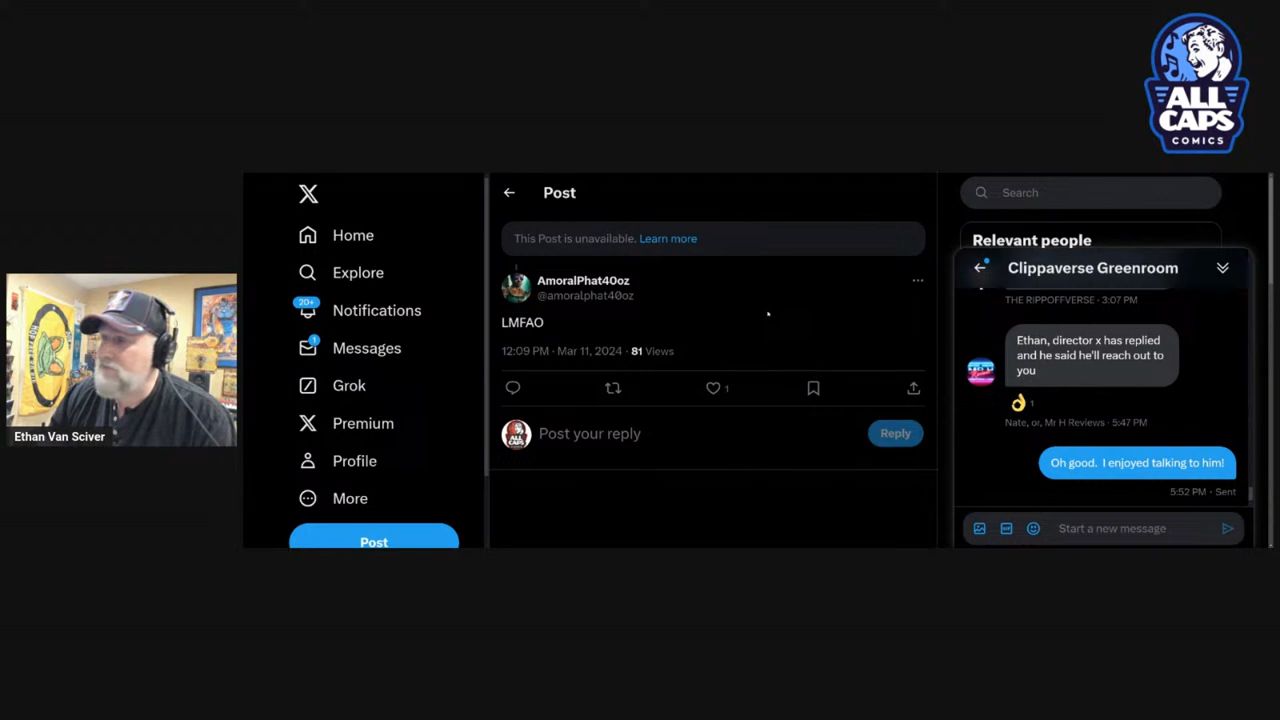 ALL
CAPS
COMICS
Home
Explore
20+
Notifications
1
Messages
Grok
Premium
Profile
More
Post
Post
This Post is unavailable. Learn more
AmoralPhat40oz
@amoralphat40oz
LMFAO
12:09 PM · Mar 11, 2024 · 81 Views
1
Post your reply
Reply
Search
Relevant people
Clippaverse Greenroom
THE RIPPOFFVERSE · 3:07 PM
Ethan, director x has replied
and he said he'll reach out to
you
1
Nate, or, Mr H Reviews · 5:47 PM
Oh good. I enjoyed talking to him!
5:52 PM · Sent
GIF
Start a new message
Ethan Van Sciver